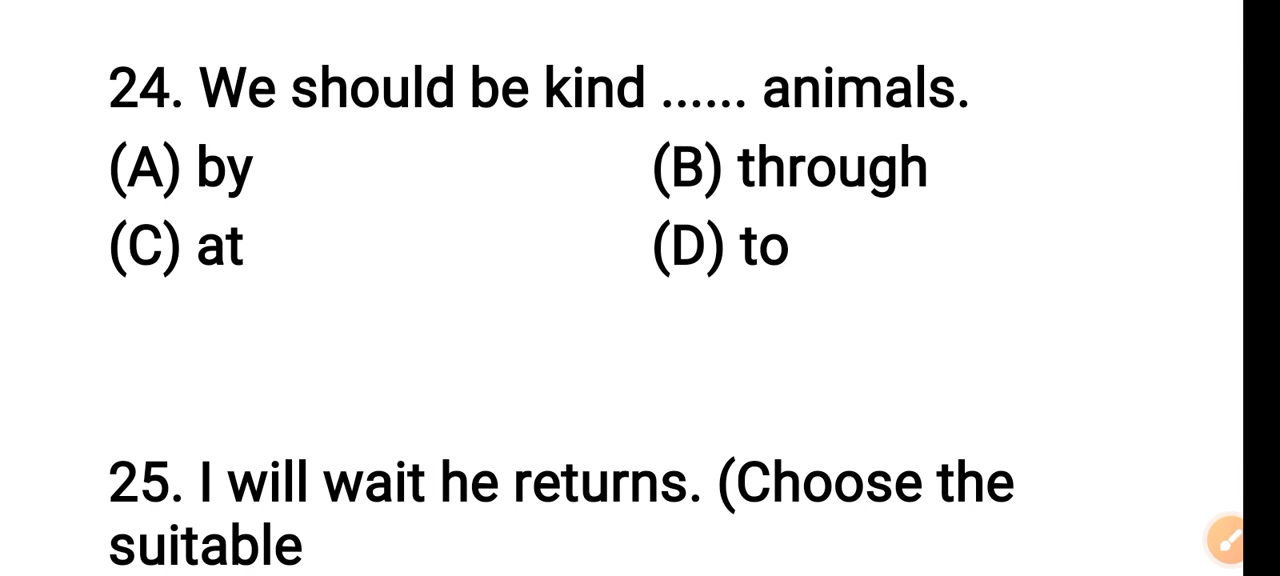 24. We should be kind ...... animals.
(A) by (B) through
(C) at (D) to
25. I will wait he returns. (Choose the
suitable